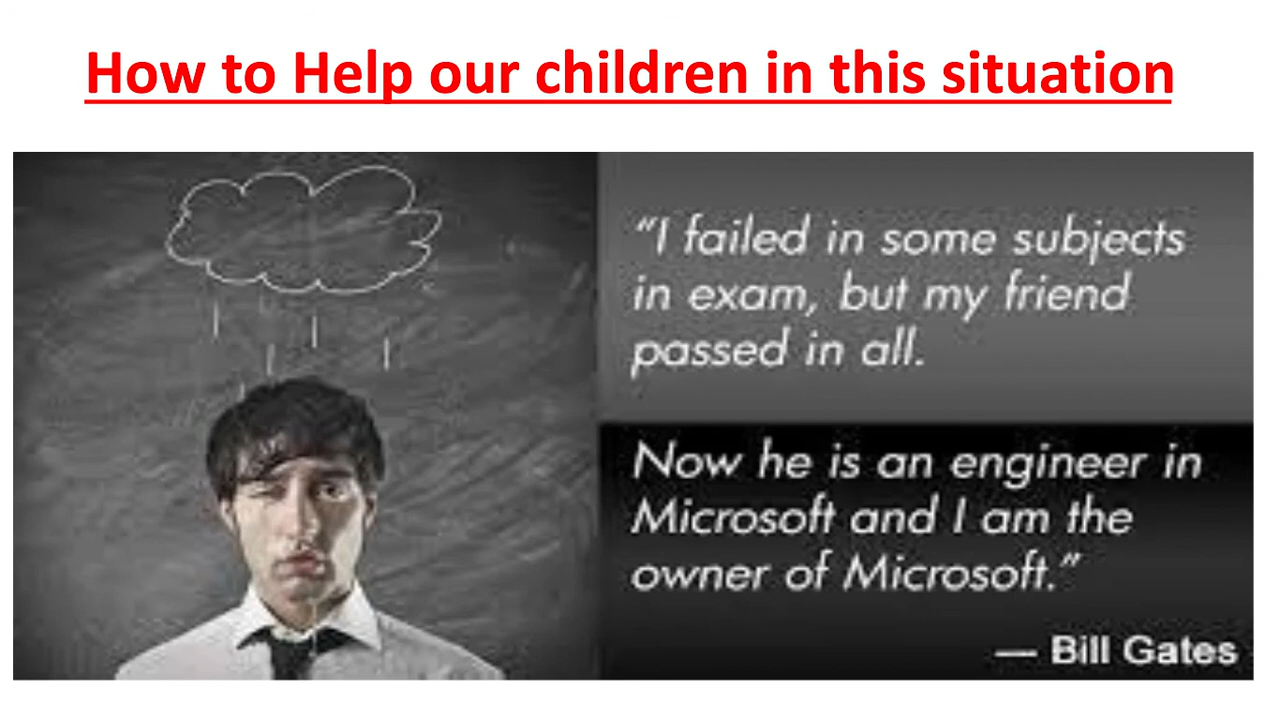 How to Help our children in this situation
“I failed in some subjects
in exam, but my friend
passed in all.
Now he is an engineer in
Microsoft and I am the
owner of Microsoft.”
— Bill Gates